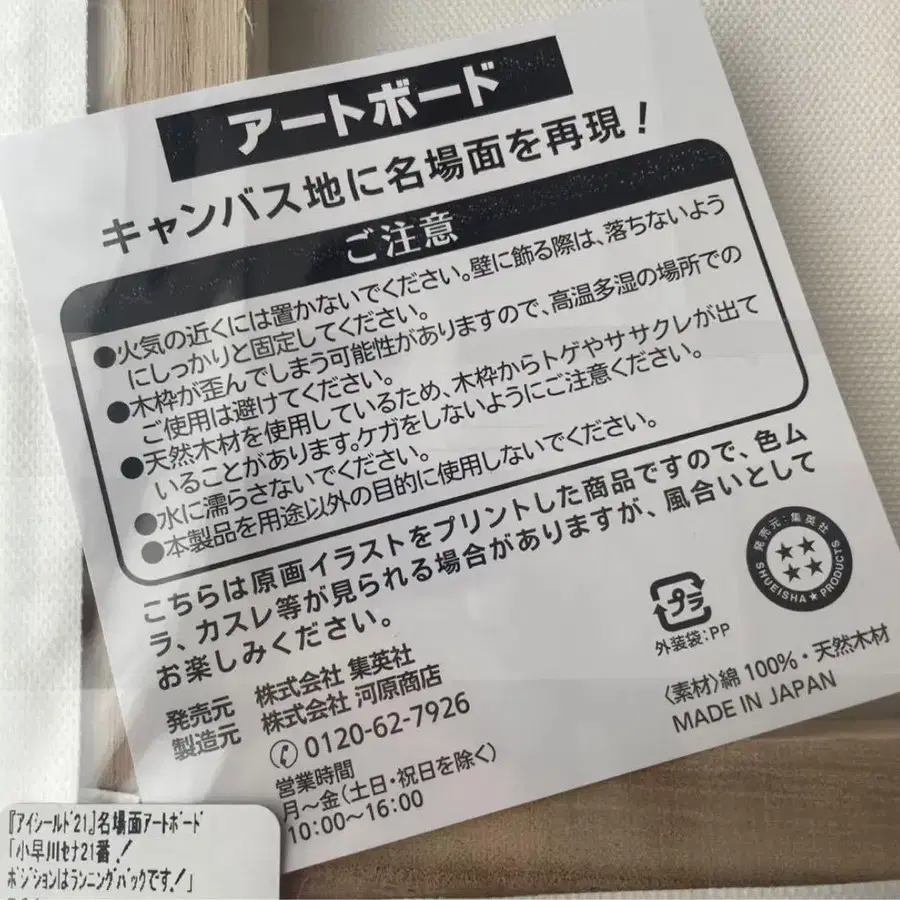 アートボード
キャンバス地に名場面を再現！
ご注意
●火気の近くには置かないでください。壁に飾る際は、落ちないよう
にしっかりと固定してください。
●木枠が歪んでしまう可能性がありますので、高温多湿の場所での
ご使用は避けてください。
●天然木材を使用しているため、木枠からトゲやササクレが出て
いることがあります。ケガをしないようにご注意ください。
●水に濡らさないでください。
●本製品を用途以外の目的に使用しないでください。
こちらは原画イラストをプリントした商品ですので、色ム
ラ、カスレ等が見られる場合がありますが、風合いとして
お楽しみください。
発売元 株式会社 集英社
製造元 株式会社 河原商店
0120-62-7926
営業時間
月〜金(土日・祝日を除く)
10:00〜16:00
プラ
外装袋:PP
発売元:集英社
SHUEISHA★PRODUCTS
〈素材〉綿100%・天然木材
MADE IN JAPAN
『アイシールド21』名場面アートボード
「小早川セナ21番！
ポジションはランニングバックです！」